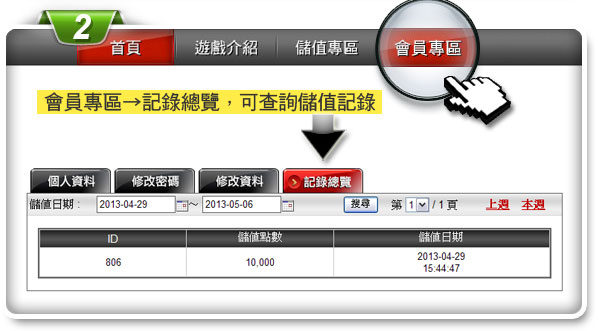 2
首頁 遊戲介紹 儲值專區 會員專區
會員專區→記錄總覽，可查詢儲值記錄
個人資料 修改密碼 修改資料 記錄總覽
儲值日期： 2013-04-29 ～ 2013-05-06 搜尋 第 1 / 1 頁 上週 本週
ID 儲值點數 儲值日期
806 10,000 2013-04-29
15:44:47